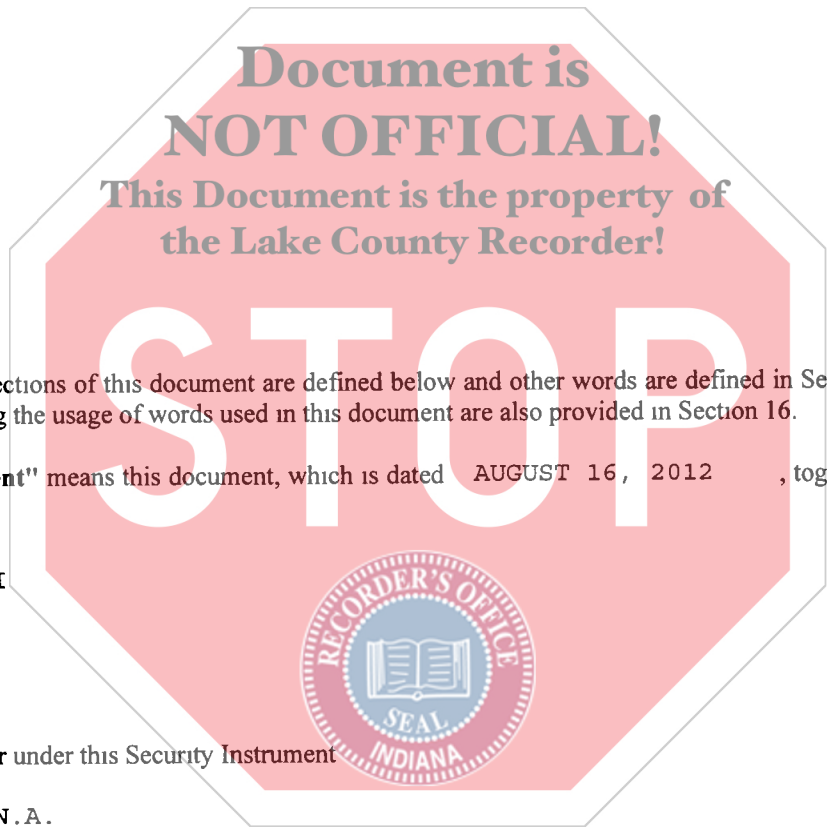 Document is
NOT OFFICIAL!
This Document is the property of
the Lake County Recorder!
STOP
ections of this document are defined below and other words are defined in Se
g the usage of words used in this document are also provided in Section 16.
nt" means this document, which is dated AUGUST 16, 2012 , tog
RECORDER'S OFFICE
SEAL
INDIANA
r under this Security Instrument
N.A.